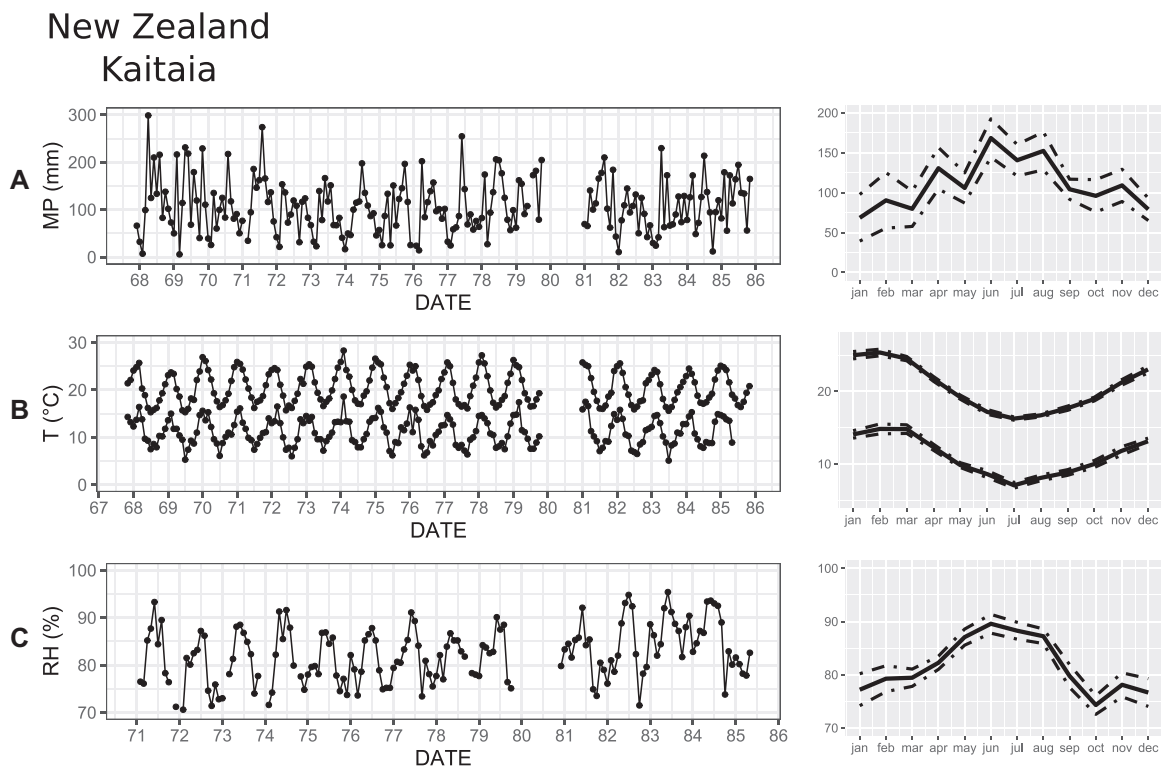 New Zealand
Kaitaia
A
MP (mm)
300
200
100
0
68 69 70 71 72 73 74 75 76 77 78 79 80 81 82 83 84 85 86
DATE
200
150
100
50
0
jan feb mar apr may jun jul aug sep oct nov dec
B
T (°C)
30
20
10
0
67 68 69 70 71 72 73 74 75 76 77 78 79 80 81 82 83 84 85 86
DATE
20
10
jan feb mar apr may jun jul aug sep oct nov dec
C
RH (%)
100
90
80
70
71 72 73 74 75 76 77 78 79 80 81 82 83 84 85 86
DATE
100
90
80
70
jan feb mar apr may jun jul aug sep oct nov dec